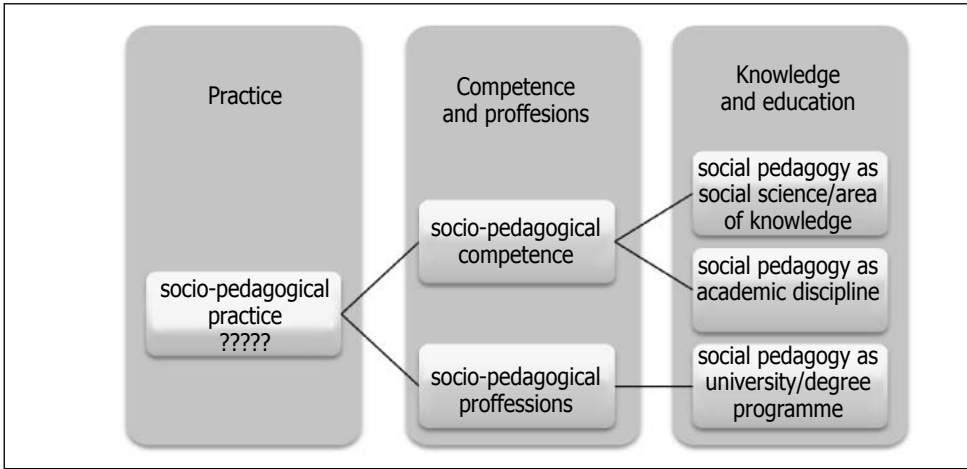 Practice
socio-pedagogical
practice
?????
Competence
and proffesions
socio-pedagogical
competence
socio-pedagogical
proffessions
Knowledge
and education
social pedagogy as
social science/area
of knowledge
social pedagogy as
academic discipline
social pedagogy as
university/degree
programme